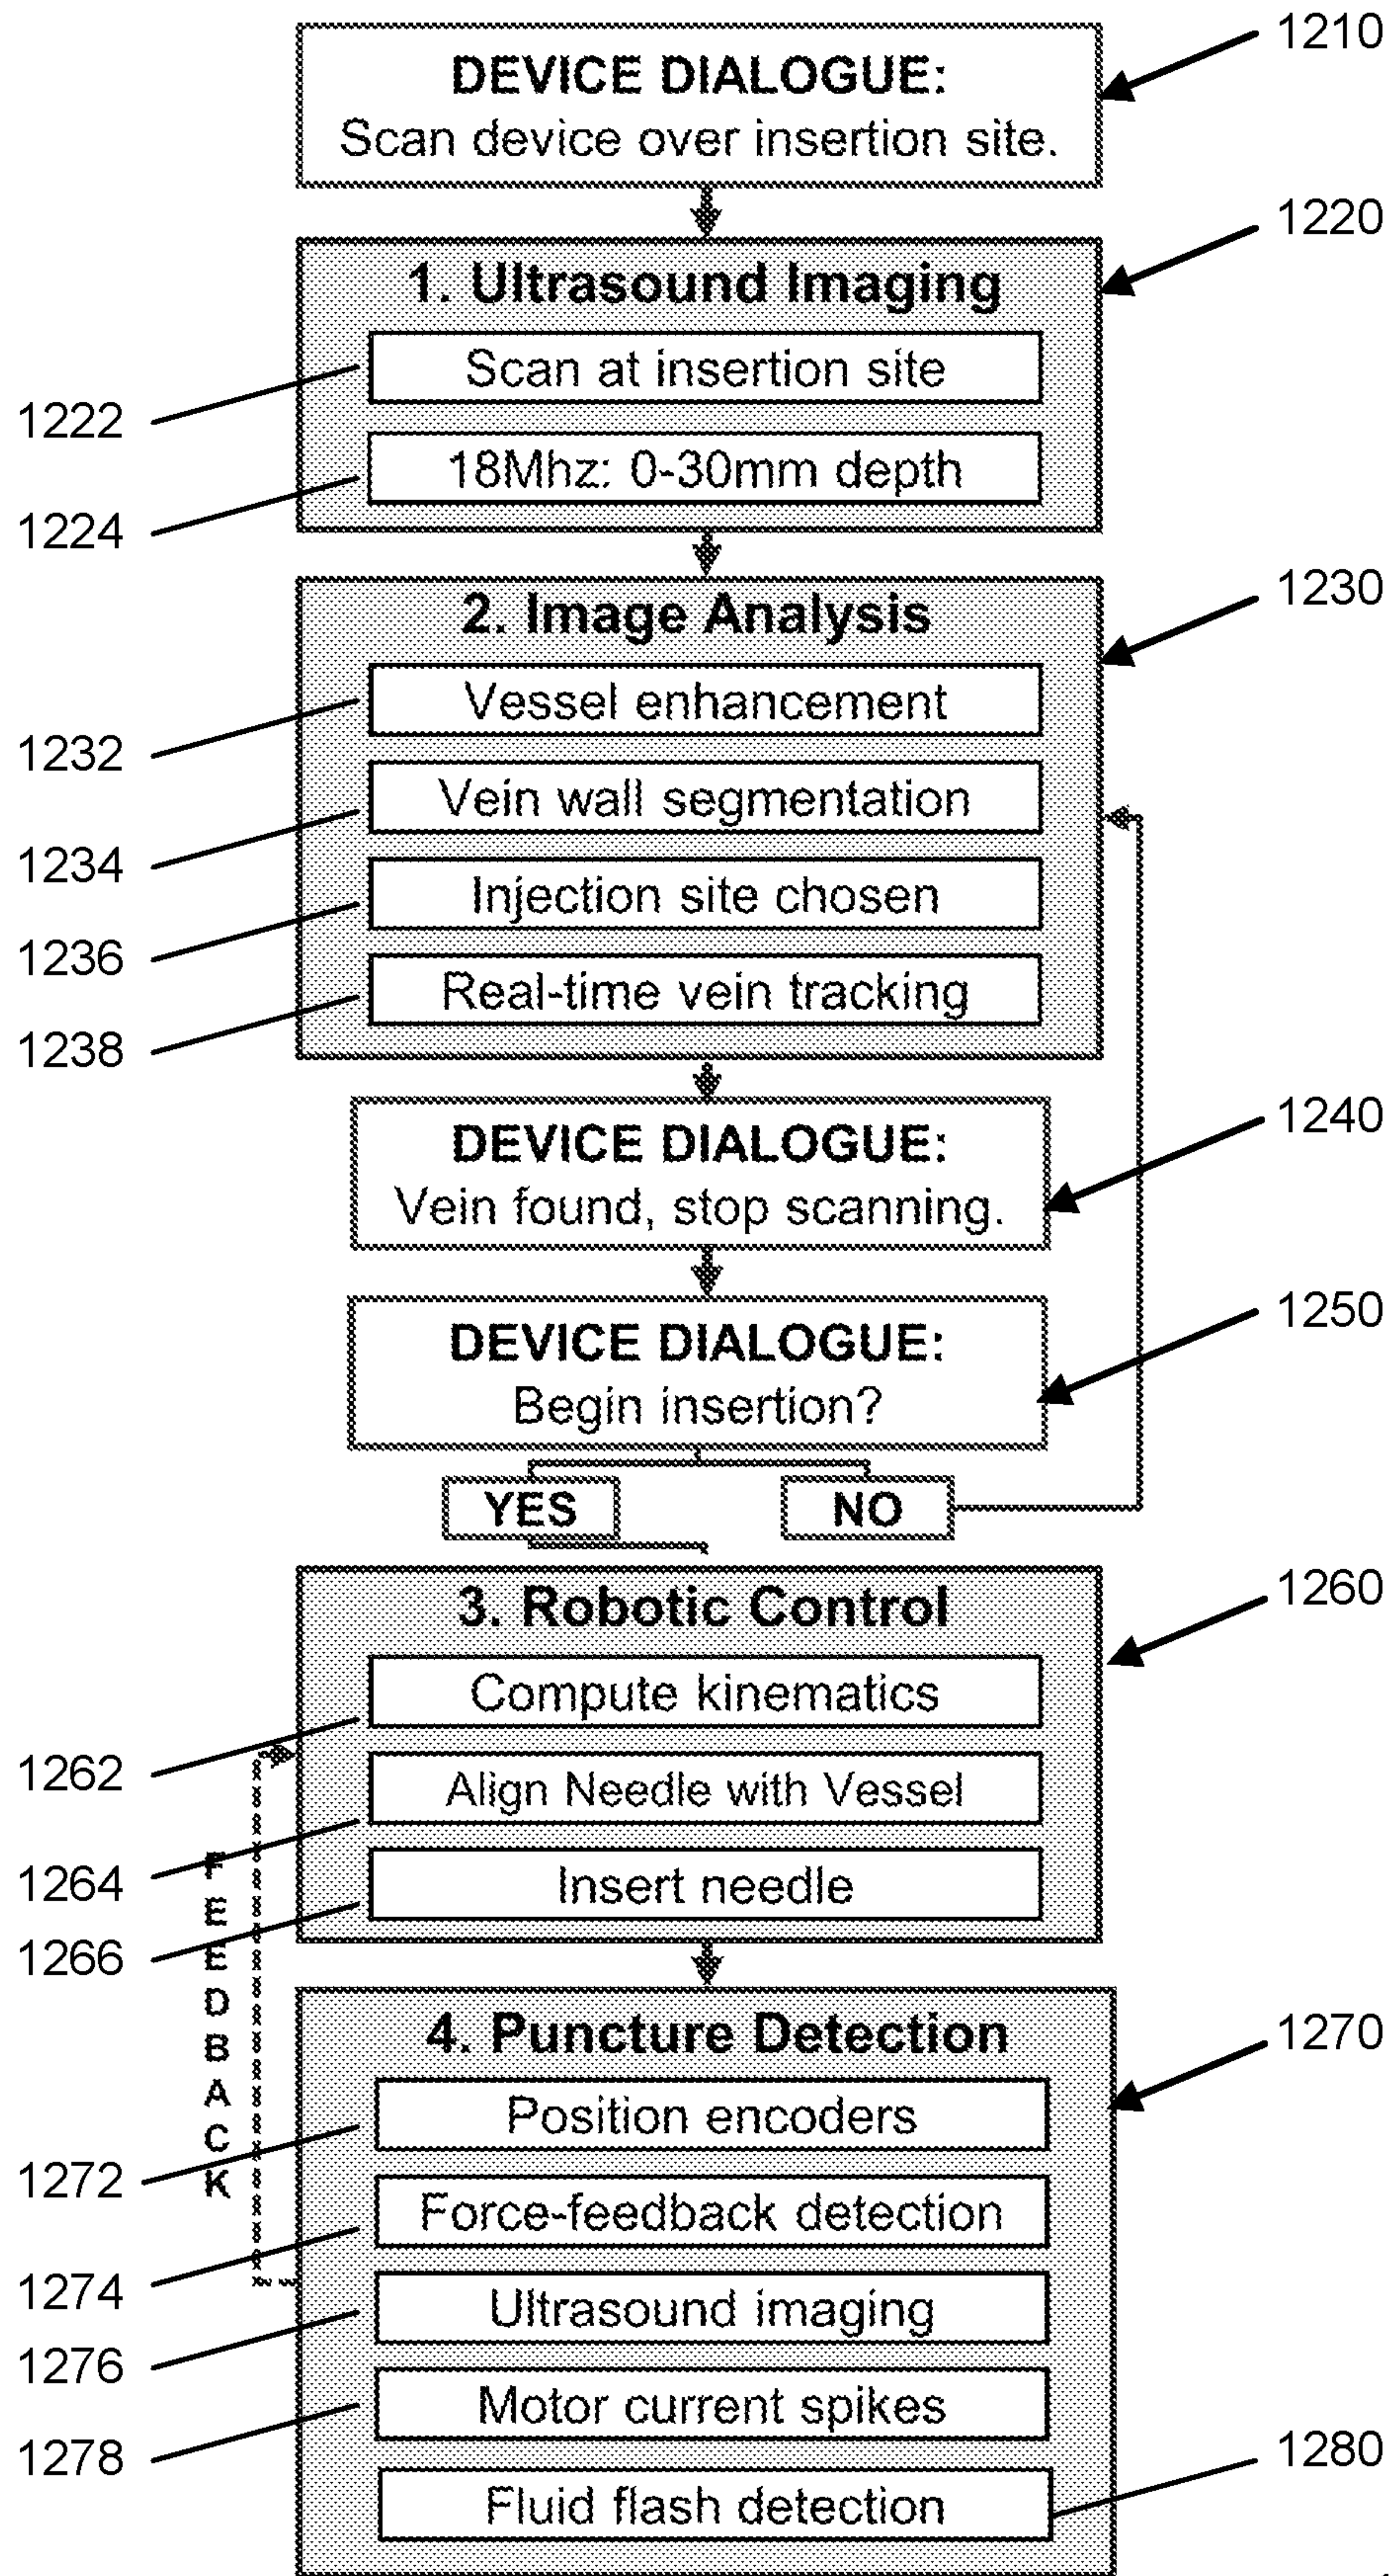 1210
DEVICE DIALOGUE:
Scan device over insertion site.
1220
1. Ultrasound Imaging
Scan at insertion site
1222
18Mhz: 0-30mm depth
1224
1230
2. Image Analysis
Vessel enhancement
1232
Vein wall segmentation
1234
Injection site chosen
1236
Real-time vein tracking
1238
1240
DEVICE DIALOGUE:
Vein found, stop scanning.
1250
DEVICE DIALOGUE:
Begin insertion?
YES NO
1260
3. Robotic Control
Compute kinematics
1262
Align Needle with Vessel
1264
Insert needle
1266
FEEDBACK
1270
4. Puncture Detection
Position encoders
1272
Force-feedback detection
1274
Ultrasound imaging
1276
Motor current spikes
1278
1280
Fluid flash detection